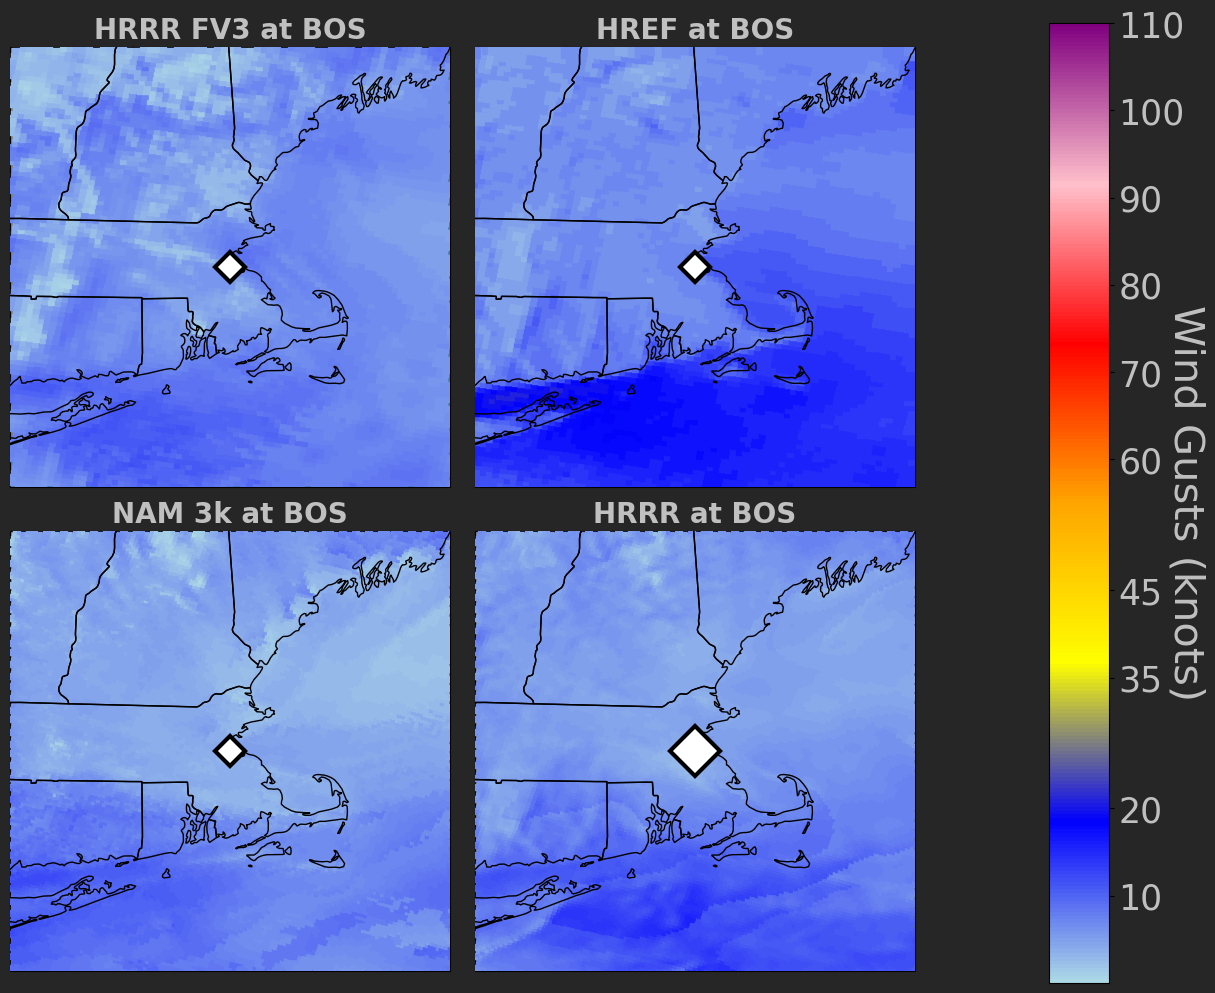 HRRR FV3 at BOS
HREF at BOS
NAM 3k at BOS
HRRR at BOS
110
100
90
80
70
60
45
35
20
10
Wind Gusts (knots)